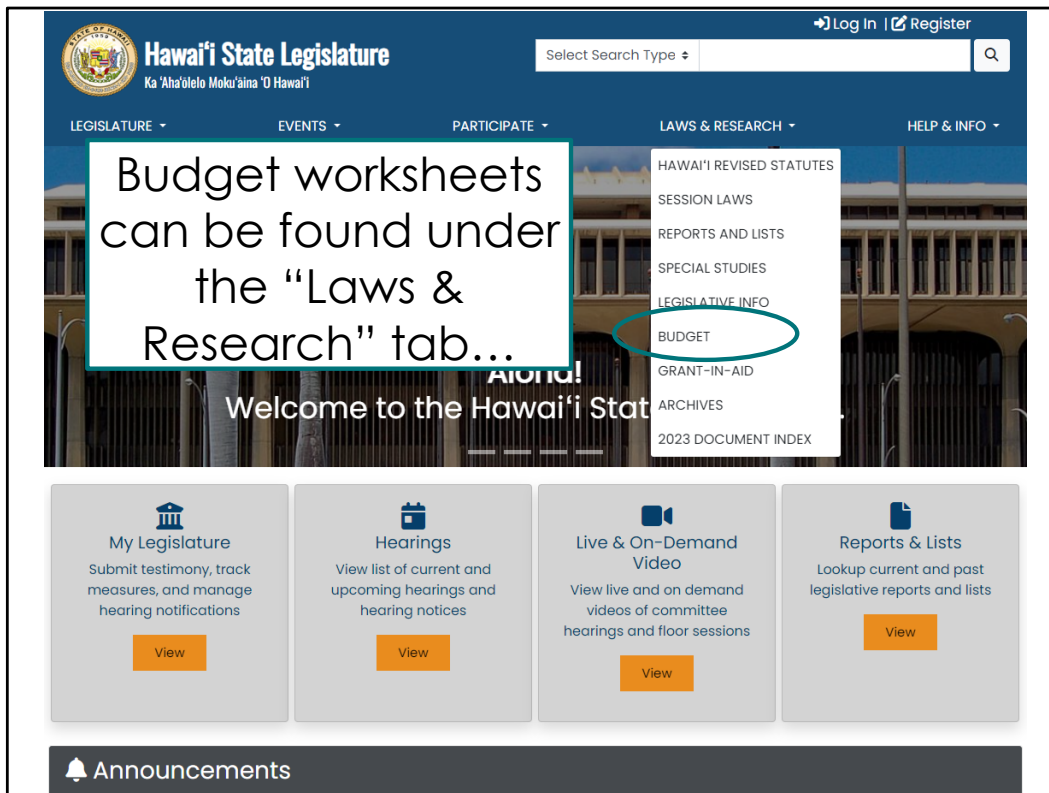 STATE OF HAWAII
1959
Log In | Register
Hawaiʻi State Legislature
Ka ʻAhaʻōlelo Mokuʻāina ʻO Hawaiʻi
Select Search Type
LEGISLATURE
EVENTS
PARTICIPATE
LAWS & RESEARCH
HELP & INFO
Budget worksheets
can be found under
the “Laws &
Research” tab…
HAWAIʻI REVISED STATUTES
SESSION LAWS
REPORTS AND LISTS
SPECIAL STUDIES
LEGISLATIVE INFO
BUDGET
GRANT-IN-AID
ARCHIVES
2023 DOCUMENT INDEX
Aloha!
Welcome to the Hawaiʻi Stat
My Legislature
Submit testimony, track
measures, and manage
hearing notifications
View
Hearings
View list of current and
upcoming hearings and
hearing notices
View
Live & On-Demand
Video
View live and on demand
videos of committee
hearings and floor sessions
View
Reports & Lists
Lookup current and past
legislative reports and lists
View
Announcements